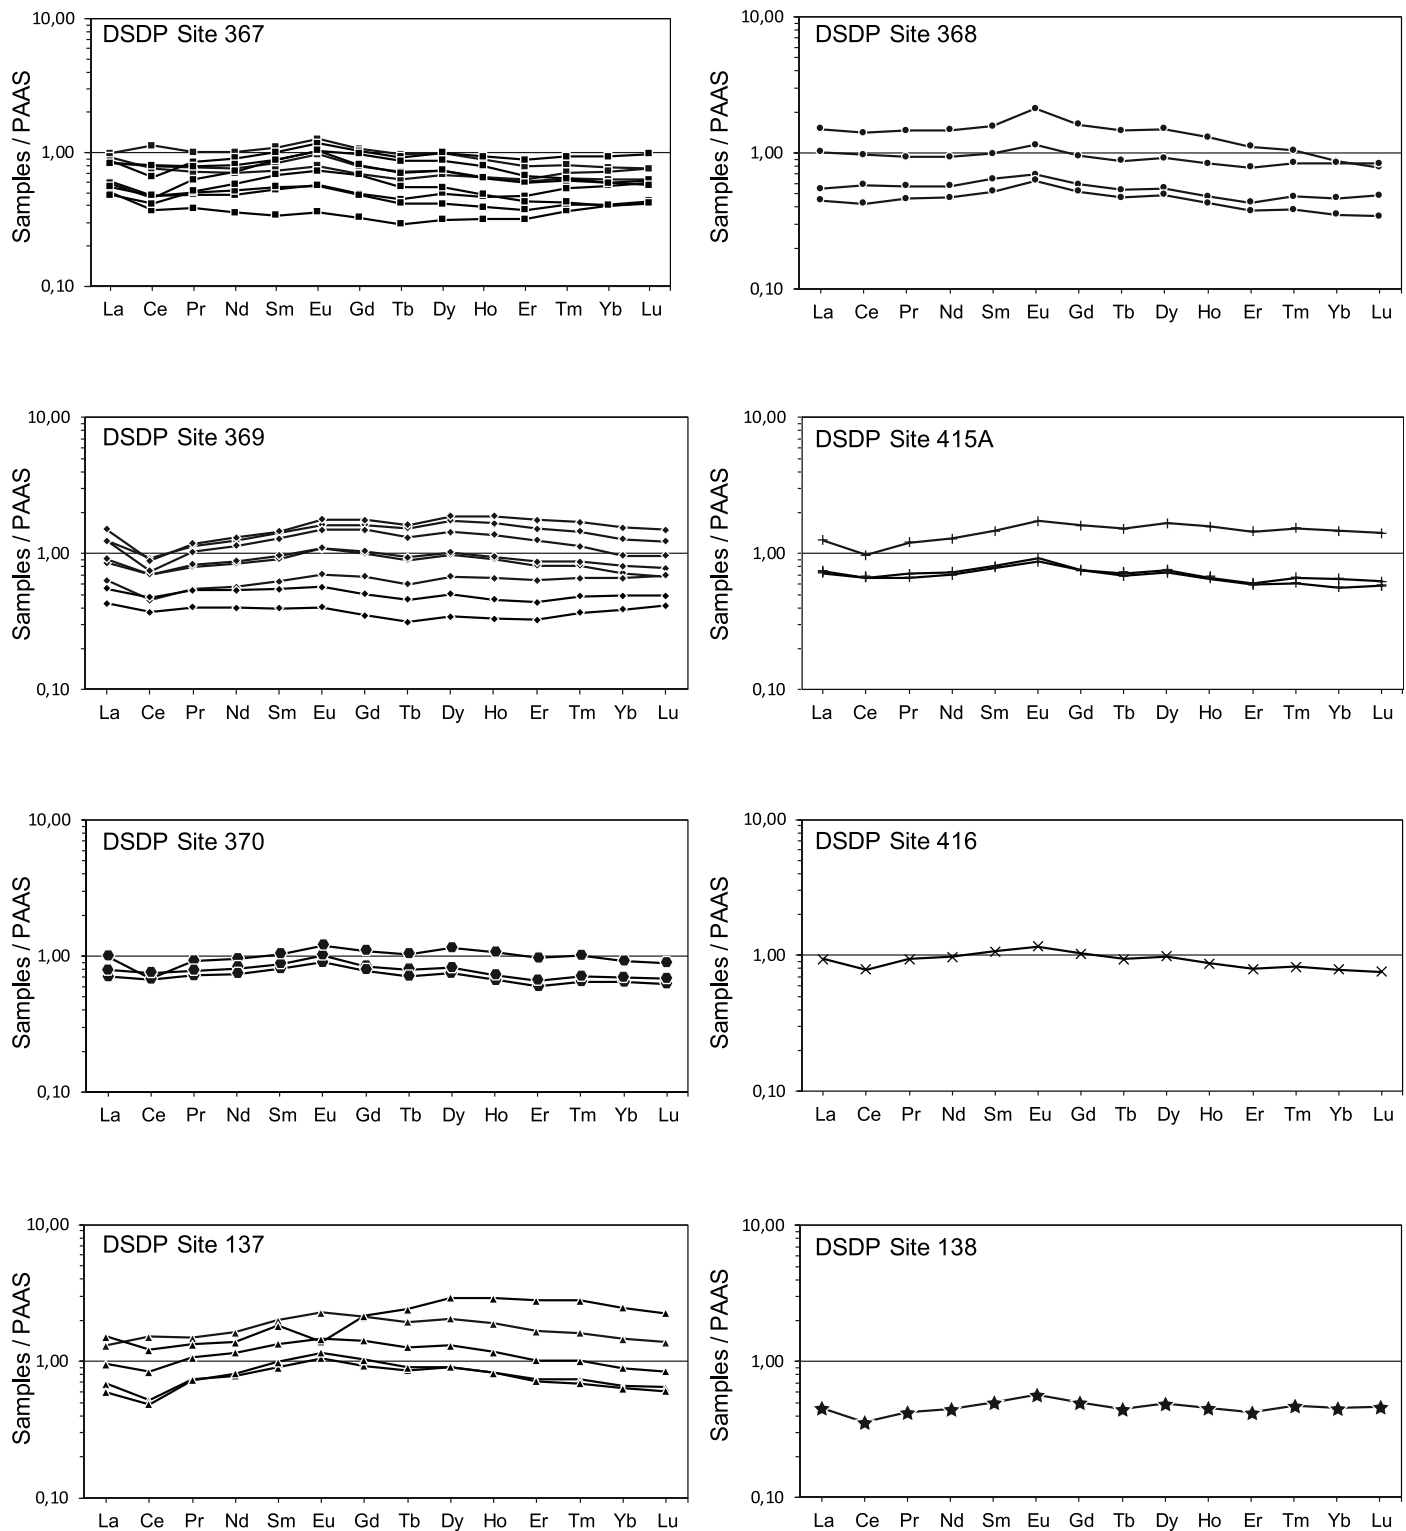 DSDP Site 367
10,00
1,00
0,10
Samples / PAAS
La Ce Pr Nd Sm Eu Gd Tb Dy Ho Er Tm Yb Lu
DSDP Site 368
10,00
1,00
0,10
Samples / PAAS
La Ce Pr Nd Sm Eu Gd Tb Dy Ho Er Tm Yb Lu
DSDP Site 369
10,00
1,00
0,10
Samples / PAAS
La Ce Pr Nd Sm Eu Gd Tb Dy Ho Er Tm Yb Lu
DSDP Site 415A
10,00
1,00
0,10
Samples / PAAS
La Ce Pr Nd Sm Eu Gd Tb Dy Ho Er Tm Yb Lu
DSDP Site 370
10,00
1,00
0,10
Samples / PAAS
La Ce Pr Nd Sm Eu Gd Tb Dy Ho Er Tm Yb Lu
DSDP Site 416
10,00
1,00
0,10
Samples / PAAS
La Ce Pr Nd Sm Eu Gd Tb Dy Ho Er Tm Yb Lu
DSDP Site 137
10,00
1,00
0,10
Samples / PAAS
La Ce Pr Nd Sm Eu Gd Tb Dy Ho Er Tm Yb Lu
DSDP Site 138
10,00
1,00
0,10
Samples / PAAS
La Ce Pr Nd Sm Eu Gd Tb Dy Ho Er Tm Yb Lu